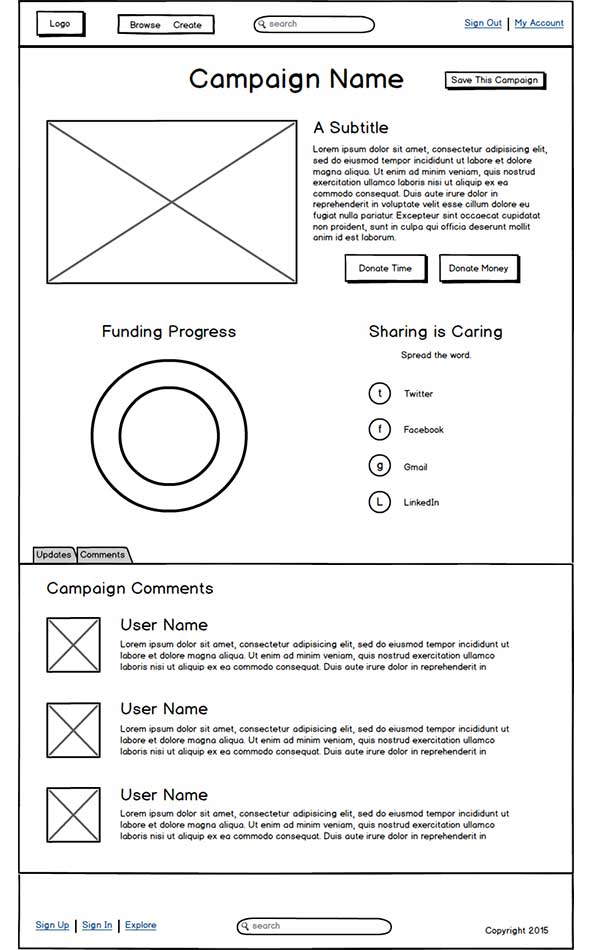 Logo
Browse Create
search
Sign Out | My Account
Campaign Name
Save This Campaign
A Subtitle
Lorem ipsum dolor sit amet, consectetur adipisicing elit,
sed do eiusmod tempor incididunt ut labore et dolore
magna aliqua. Ut enim ad minim veniam, quis nostrud
exercitation ullamco laboris nisi ut aliquip ex ea
commodo consequat. Duis aute irure dolor in
reprehenderit in voluptate velit esse cillum dolore eu
fugiat nulla pariatur. Excepteur sint occaecat cupidatat
non proident, sunt in culpa qui officia deserunt mollit
anim id est laborum.
Donate Time
Donate Money
Funding Progress
Sharing is Caring
Spread the word.
t Twitter
f Facebook
g Gmail
L LinkedIn
Updates
Comments
Campaign Comments
User Name
Lorem ipsum dolor sit amet, consectetur adipisicing elit, sed do eiusmod tempor incididunt ut
labore et dolore magna aliqua. Ut enim ad minim veniam, quis nostrud exercitation ullamco
laboris nisi ut aliquip ex ea commodo consequat. Duis aute irure dolor in reprehenderit in
User Name
Lorem ipsum dolor sit amet, consectetur adipisicing elit, sed do eiusmod tempor incididunt ut
labore et dolore magna aliqua. Ut enim ad minim veniam, quis nostrud exercitation ullamco
laboris nisi ut aliquip ex ea commodo consequat. Duis aute irure dolor in reprehenderit in
User Name
Lorem ipsum dolor sit amet, consectetur adipisicing elit, sed do eiusmod tempor incididunt ut
labore et dolore magna aliqua. Ut enim ad minim veniam, quis nostrud exercitation ullamco
laboris nisi ut aliquip ex ea commodo consequat. Duis aute irure dolor in reprehenderit in
Sign Up | Sign In | Explore
search
Copyright 2015